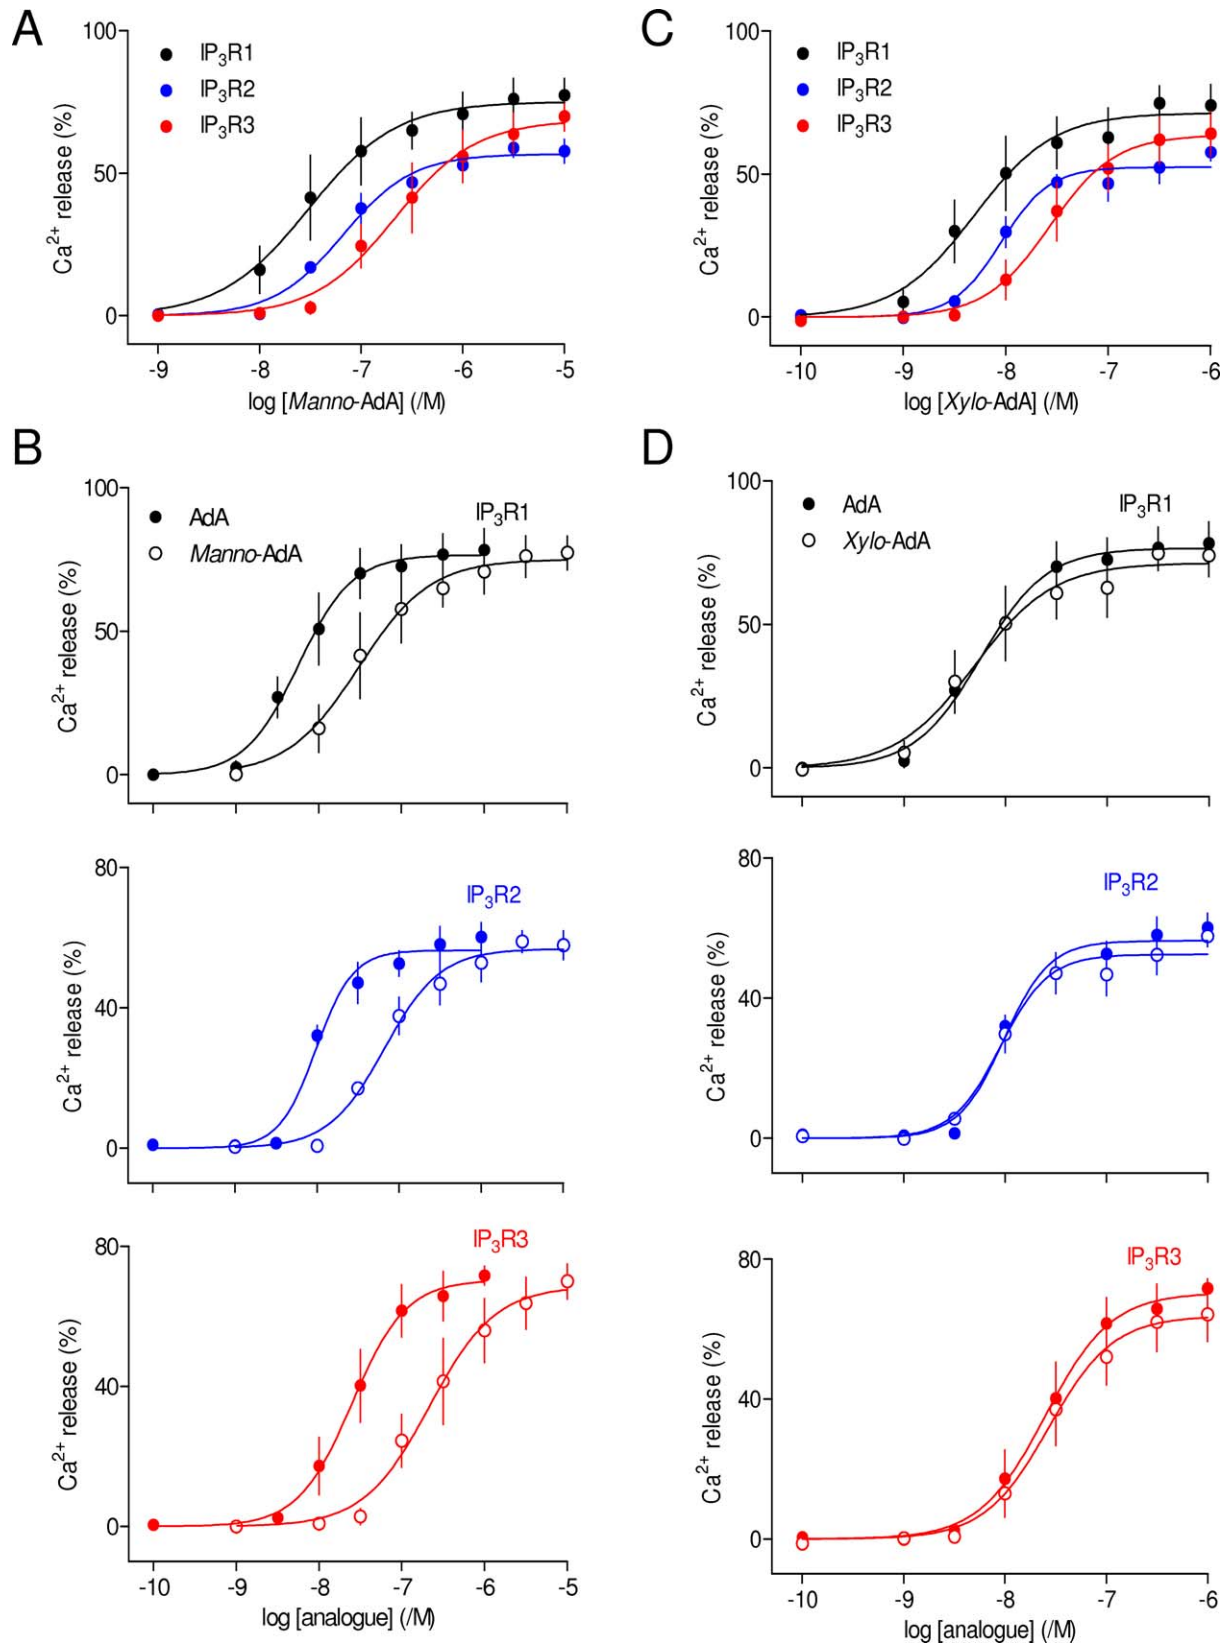 A
100
IP3R1
IP3R2
IP3R3
50
0
Ca2+ release (%)
-9 -8 -7 -6 -5
log [Manno-AdA] (/M)
C
100
IP3R1
IP3R2
IP3R3
50
0
Ca2+ release (%)
-10 -9 -8 -7 -6
log [Xylo-AdA] (/M)
B
100
AdA
Manno-AdA
IP3R1
50
0
Ca2+ release (%)
80
IP3R2
40
0
Ca2+ release (%)
80
IP3R3
40
0
Ca2+ release (%)
-10 -9 -8 -7 -6 -5
log [analogue] (/M)
D
100
AdA
Xylo-AdA
IP3R1
50
0
Ca2+ release (%)
80
IP3R2
40
0
Ca2+ release (%)
80
IP3R3
40
0
Ca2+ release (%)
-10 -9 -8 -7 -6
log [analogue] (/M)